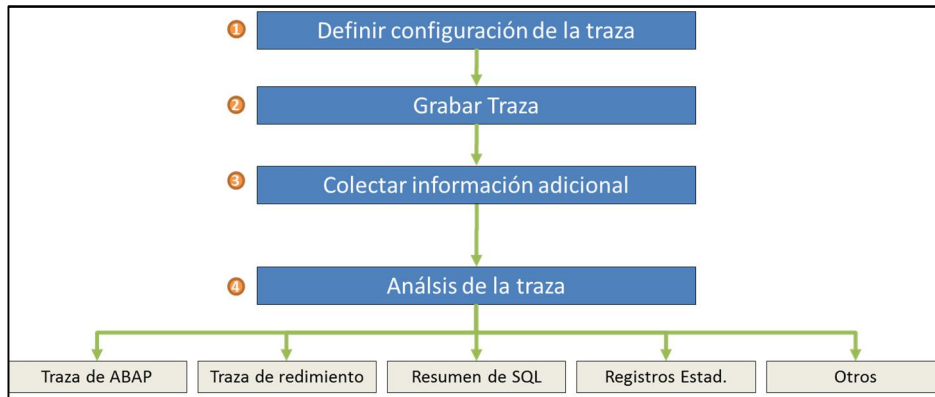 1 Definir configuración de la traza
2 Grabar Traza
3 Colectar información adicional
4 Análsis de la traza
Traza de ABAP
Traza de redimiento
Resumen de SQL
Registros Estad.
Otros